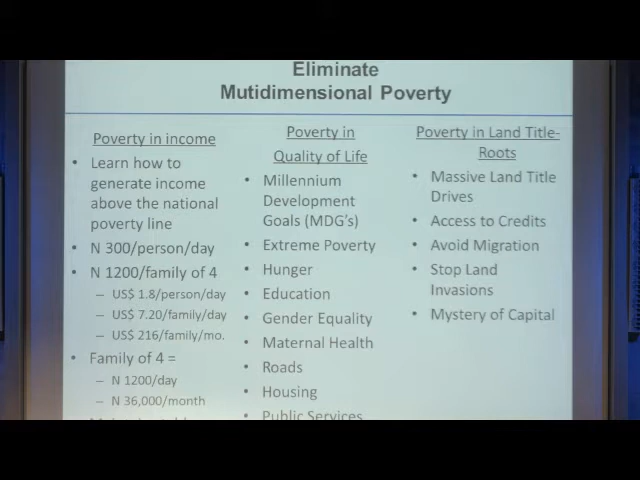 Eliminate
Mutidimensional Poverty
Poverty in income
• Learn how to
generate income
above the national
poverty line
• N 300/person/day
• N 1200/family of 4
– US$ 1.8/person/day
– US$ 7.20/family/day
– US$ 216/family/mo.
• Family of 4 =
– N 1200/day
– N 36,000/month
Poverty in
Quality of Life
• Millennium
Development
Goals (MDG's)
• Extreme Poverty
• Hunger
• Education
• Gender Equality
• Maternal Health
• Roads
• Housing
• Public Services
Poverty in Land Title-
Roots
• Massive Land Title
Drives
• Access to Credits
• Avoid Migration
• Stop Land
Invasions
• Mystery of Capital